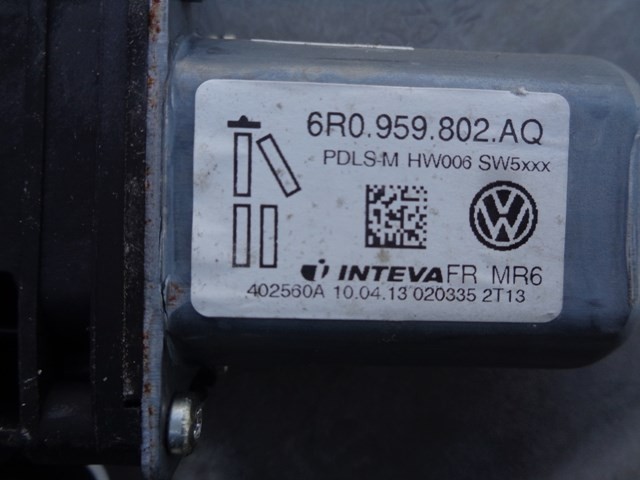 6R0.959.802.AQ
PDLS-M HW006 SW5xxx
INTEVA FR MR6
402560A 10.04.13 020335 2T13